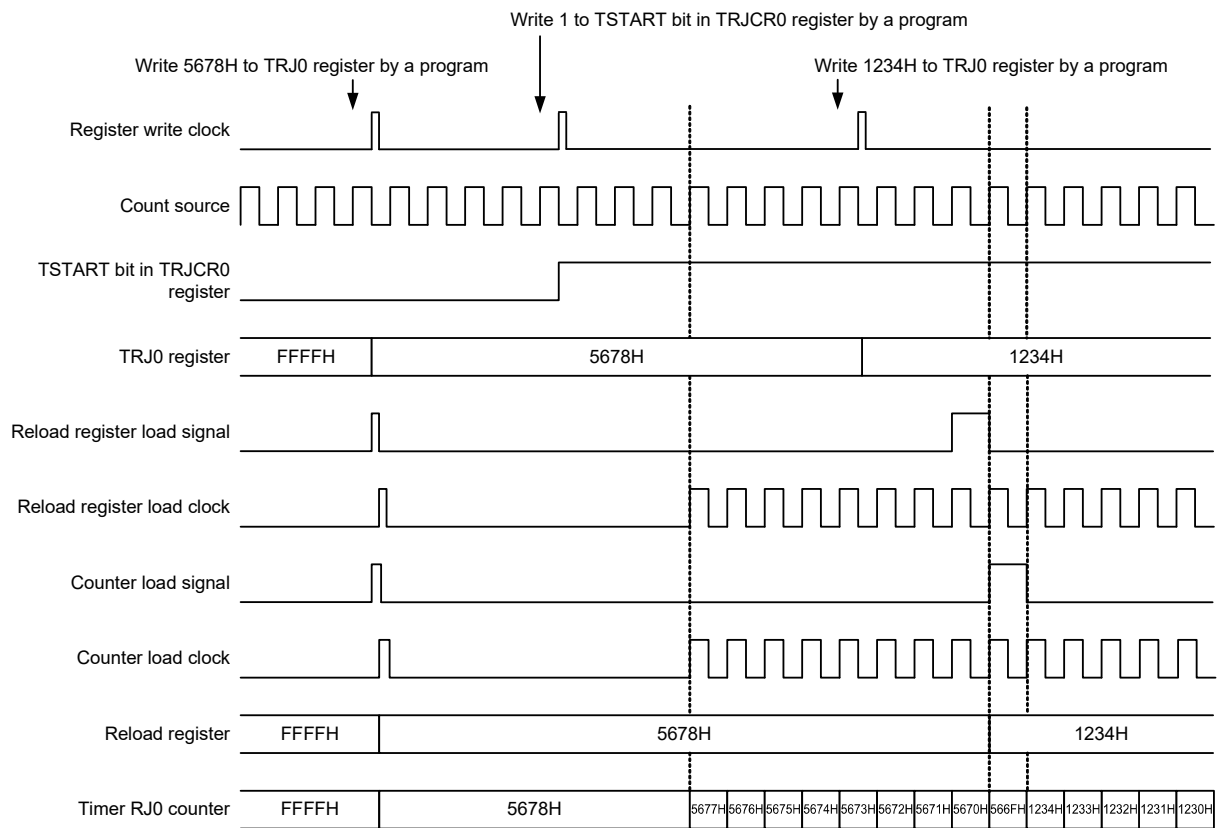 Write 1 to TSTART bit in TRJCR0 register by a program
Write 5678H to TRJ0 register by a program
Write 1234H to TRJ0 register by a program
Register write clock
Count source
TSTART bit in TRJCR0
register
TRJ0 register FFFFH 5678H 1234H
Reload register load signal
Reload register load clock
Counter load signal
Counter load clock
Reload register FFFFH 5678H 1234H
Timer RJ0 counter FFFFH 5678H 5677H 5676H 5675H 5674H 5673H 5672H 5671H 5670H 566FH 1234H 1233H 1232H 1231H 1230H